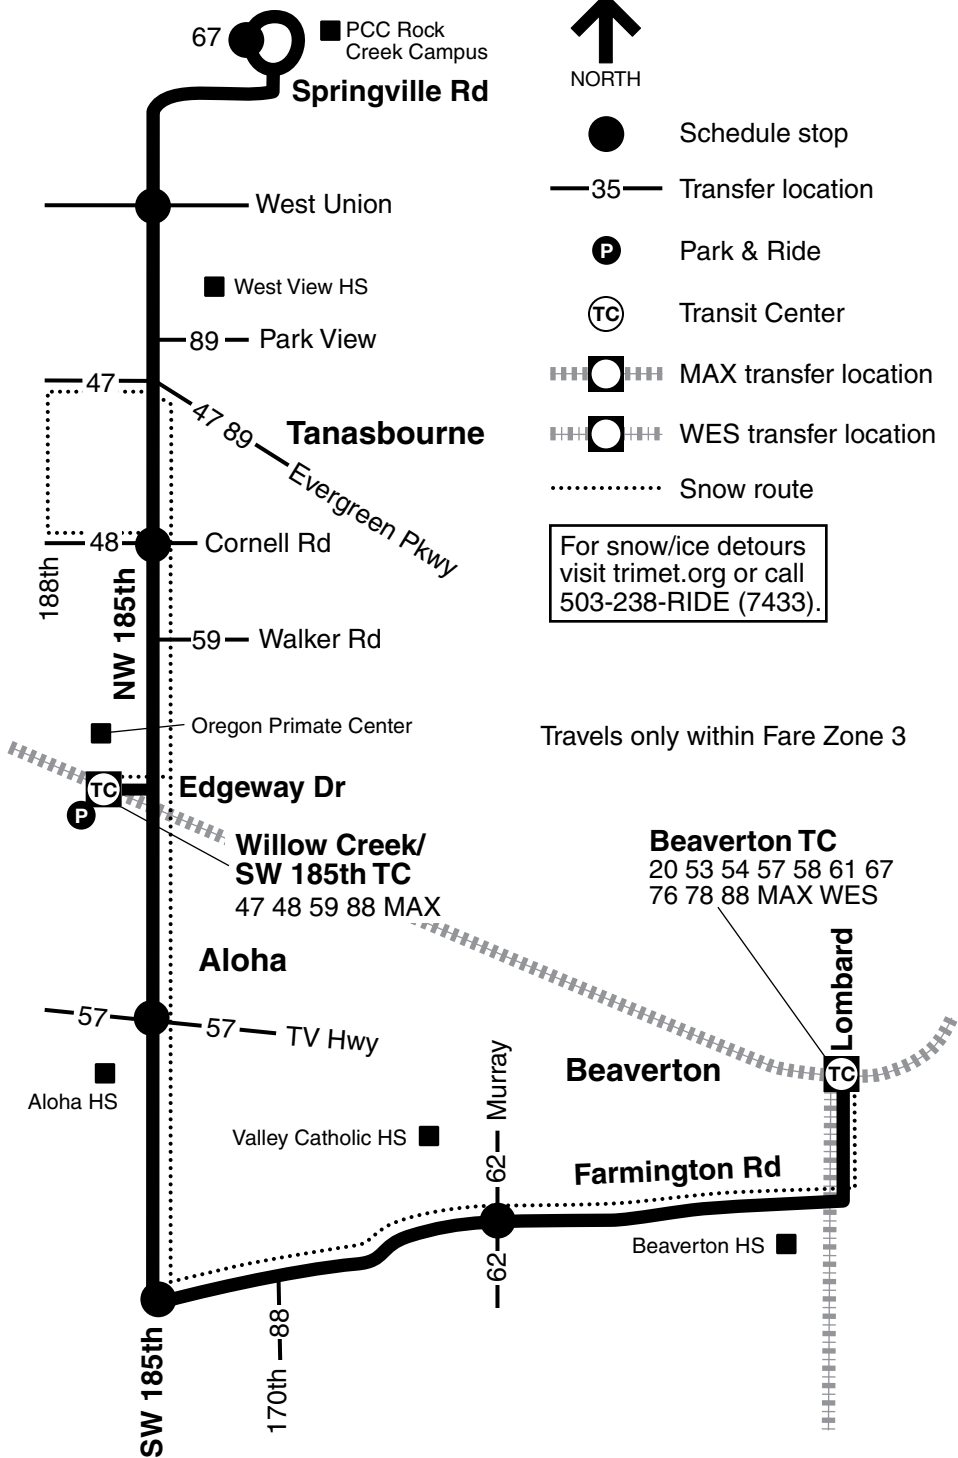 67
PCC Rock
Creek Campus
Springville Rd
NORTH
Schedule stop
35
Transfer location
P
Park & Ride
TC
Transit Center
MAX transfer location
WES transfer location
Snow route
For snow/ice detours
visit trimet.org or call
503-238-RIDE (7433).
Travels only within Fare Zone 3
West Union
West View HS
89
Park View
47
47 89
Evergreen Pkwy
Tanasbourne
48
Cornell Rd
188th
NW 185th
59
Walker Rd
Oregon Primate Center
TC
P
Edgeway Dr
Willow Creek/
SW 185th TC
47 48 59 88 MAX
Beaverton TC
20 53 54 57 58 61 67
76 78 88 MAX WES
Lombard
TC
Aloha
57
57
TV Hwy
Aloha HS
Beaverton
Murray
62
62
Valley Catholic HS
Farmington Rd
Beaverton HS
88
170th
SW 185th